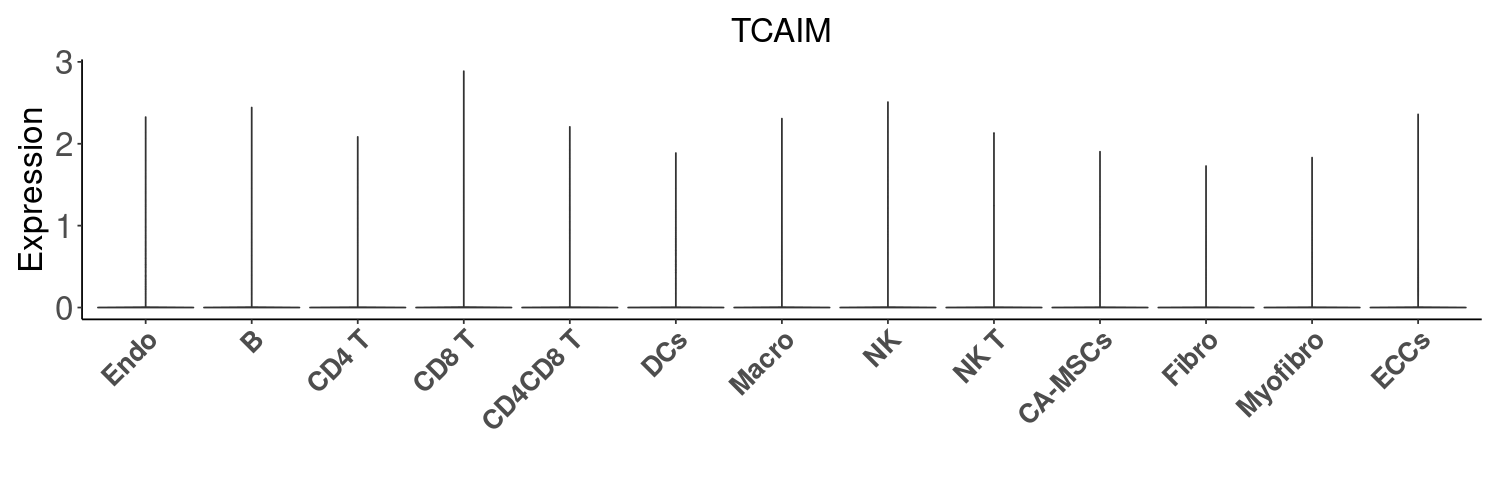 TCAIM
Expression
3
2
1
0
Endo
B
CD4 T
CD8 T
CD4CD8 T
DCs
Macro
NK
NK T
CA-MSCs
Fibro
Myofibro
ECCs